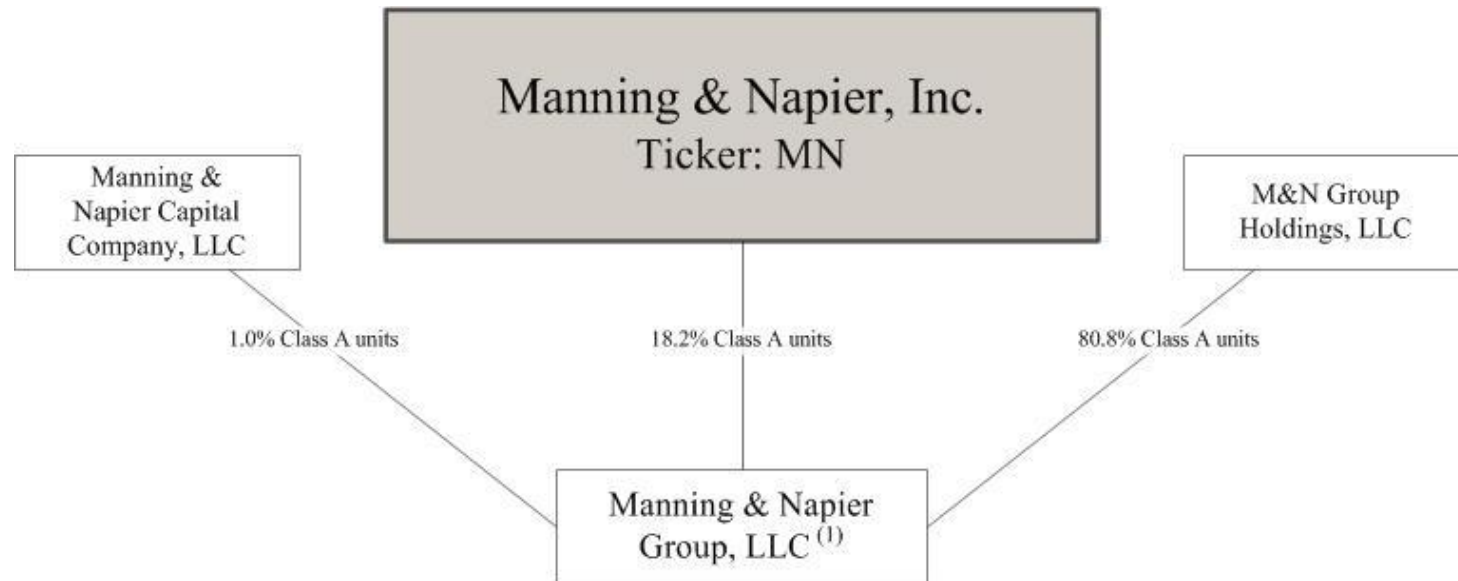 Manning & Napier, Inc.
Ticker: MN
Manning &
Napier Capital
Company, LLC
M&N Group
Holdings, LLC
1.0% Class A units
18.2% Class A units
80.8% Class A units
Manning & Napier
Group, LLC (1)